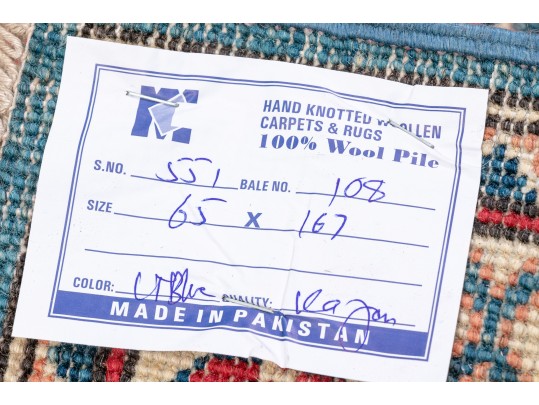 HAND KNOTTED WOOLLEN
CARPETS & RUGS
100% Wool Pile
S.NO. 551 BALE NO. 108
SIZE 65 X 167
COLOR: QUALITY: Kazan
MADE IN PAKISTAN